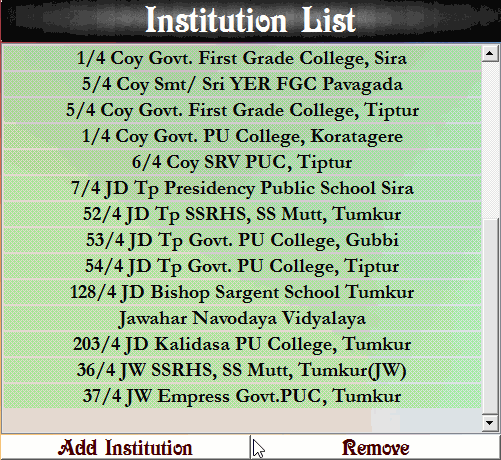 Institution List
1/4 Coy Govt. First Grade College, Sira
5/4 Coy Smt/ Sri YER FGC Pavagada
5/4 Coy Govt. First Grade College, Tiptur
1/4 Coy Govt. PU College, Koratagere
6/4 Coy SRV PUC, Tiptur
7/4 JD Tp Presidency Public School Sira
52/4 JD Tp SSRHS, SS Mutt, Tumkur
53/4 JD Tp Govt. PU College, Gubbi
54/4 JD Tp Govt. PU College, Tiptur
128/4 JD Bishop Sargent School Tumkur
Jawahar Navodaya Vidyalaya
203/4 JD Kalidasa PU College, Tumkur
36/4 JW SSRHS, SS Mutt, Tumkur(JW)
37/4 JW Empress Govt.PUC, Tumkur
Add Institution Remove